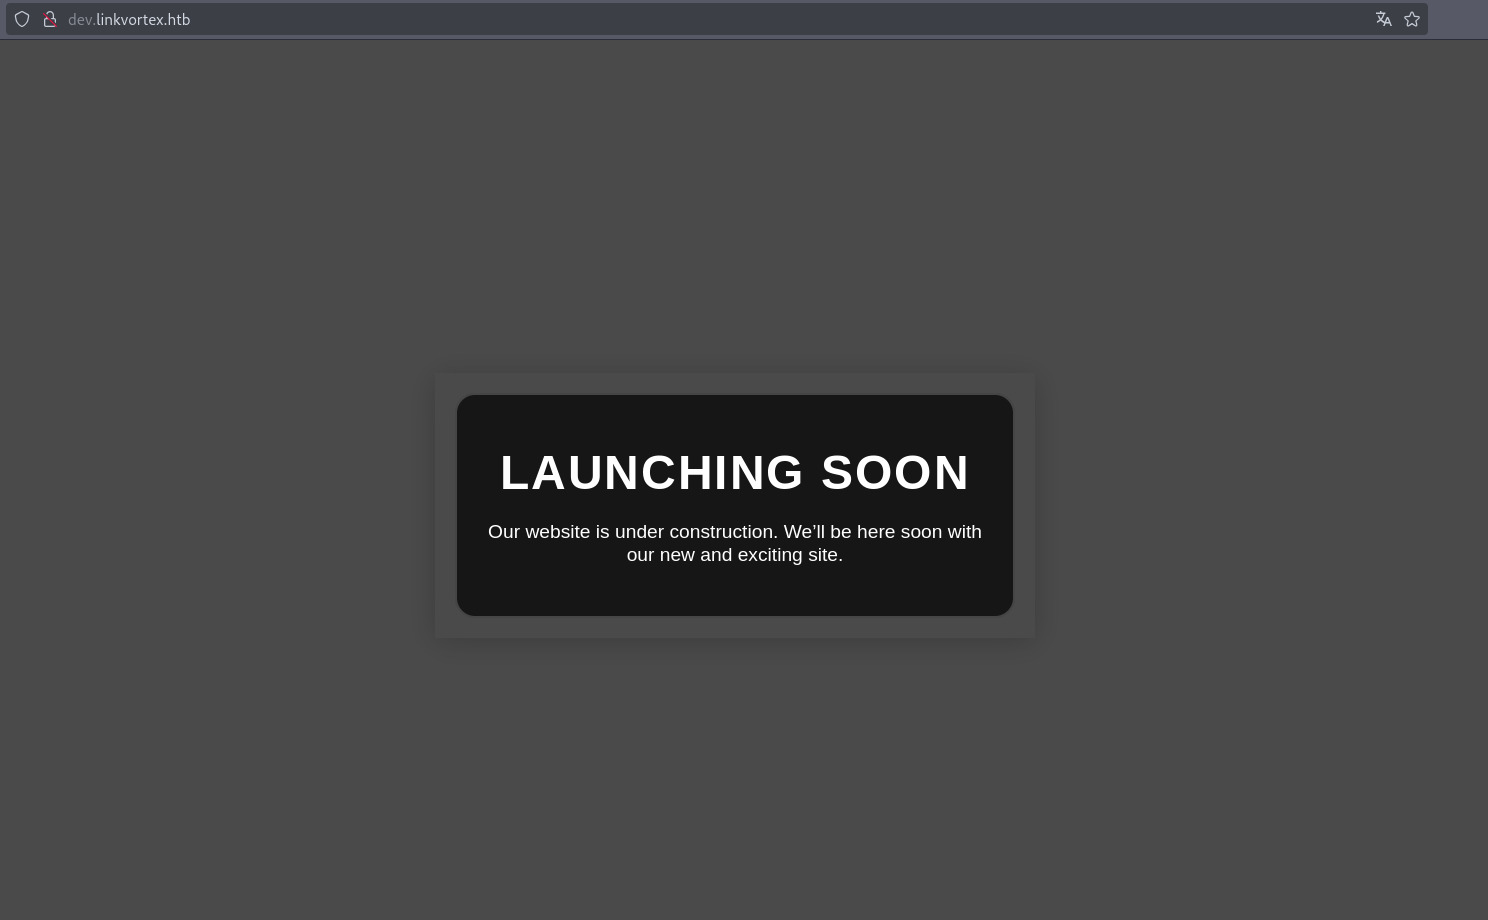 dev.linkvortex.htb
LAUNCHING SOON
Our website is under construction. We’ll be here soon with
our new and exciting site.